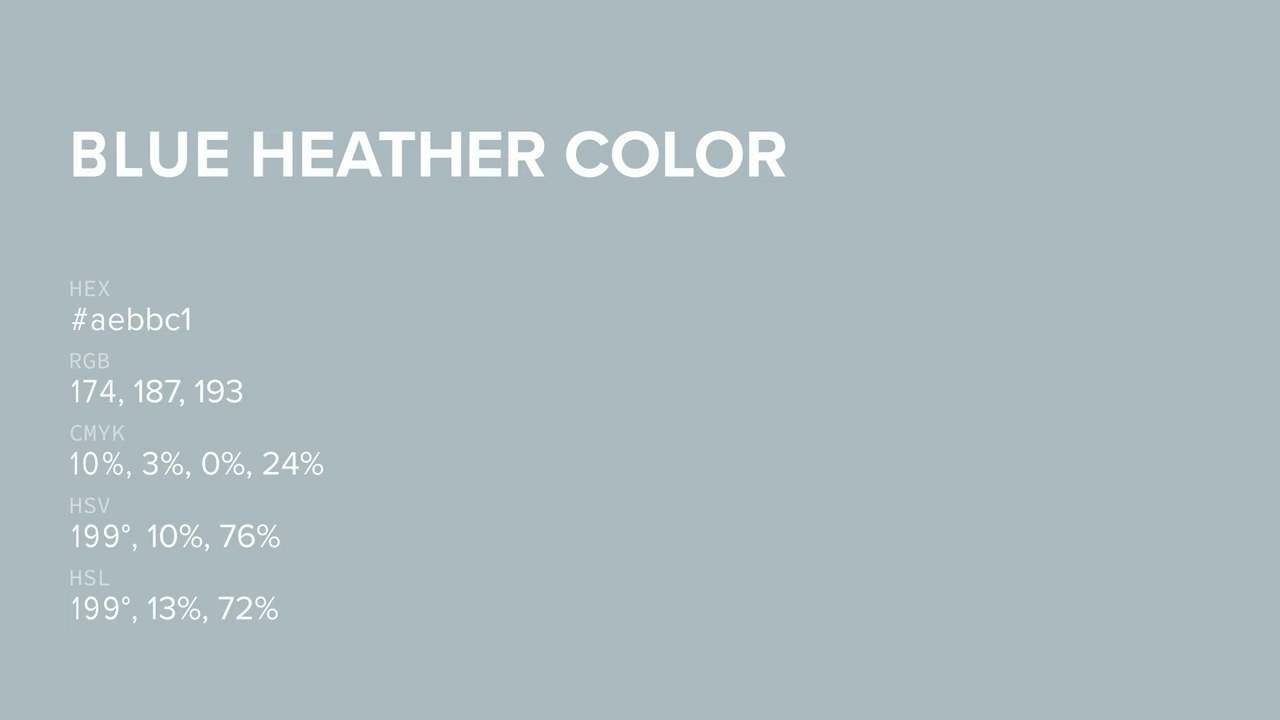 BLUE HEATHER COLOR
HEX
#aebbc1
RGB
174, 187, 193
CMYK
10%, 3%, 0%, 24%
HSV
199°, 10%, 76%
HSL
199°, 13%, 72%